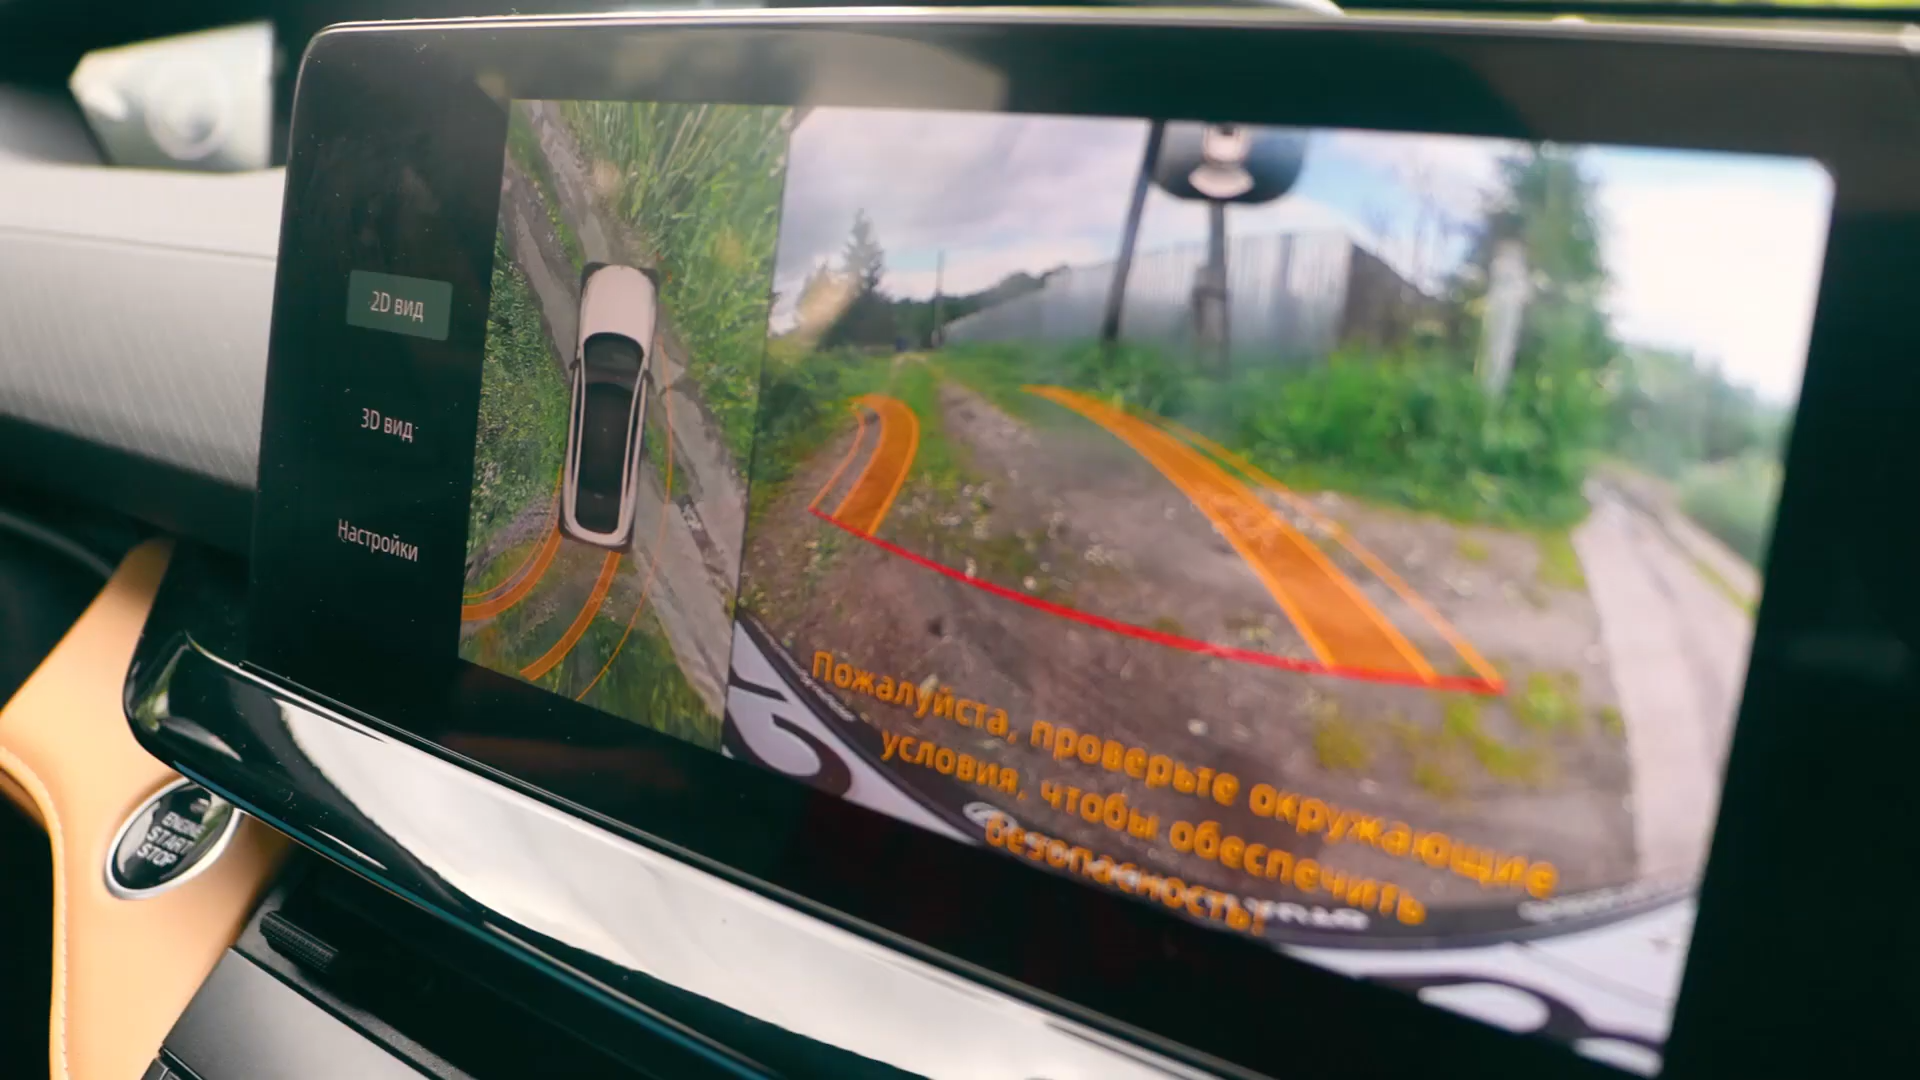 2D вид
3D вид
Настройки
Пожалуйста, проверьте окружающие
условия, чтобы обеспечить
безопасность!
ENGINE
START
STOP